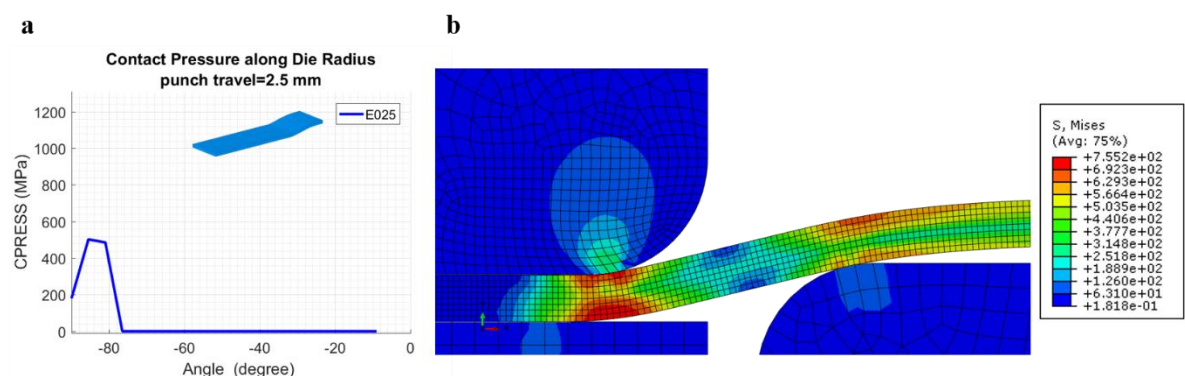 a
Contact Pressure along Die Radius
punch travel=2.5 mm
E025
1200
1000
800
600
400
200
0
CPRESS (MPa)
-80
-60
-40
-20
0
Angle (degree)
b
S, Mises
(Avg: 75%)
+7.552e+02
+6.923e+02
+6.293e+02
+5.664e+02
+5.035e+02
+4.406e+02
+3.777e+02
+3.148e+02
+2.518e+02
+1.889e+02
+1.260e+02
+6.310e+01
+1.818e-01